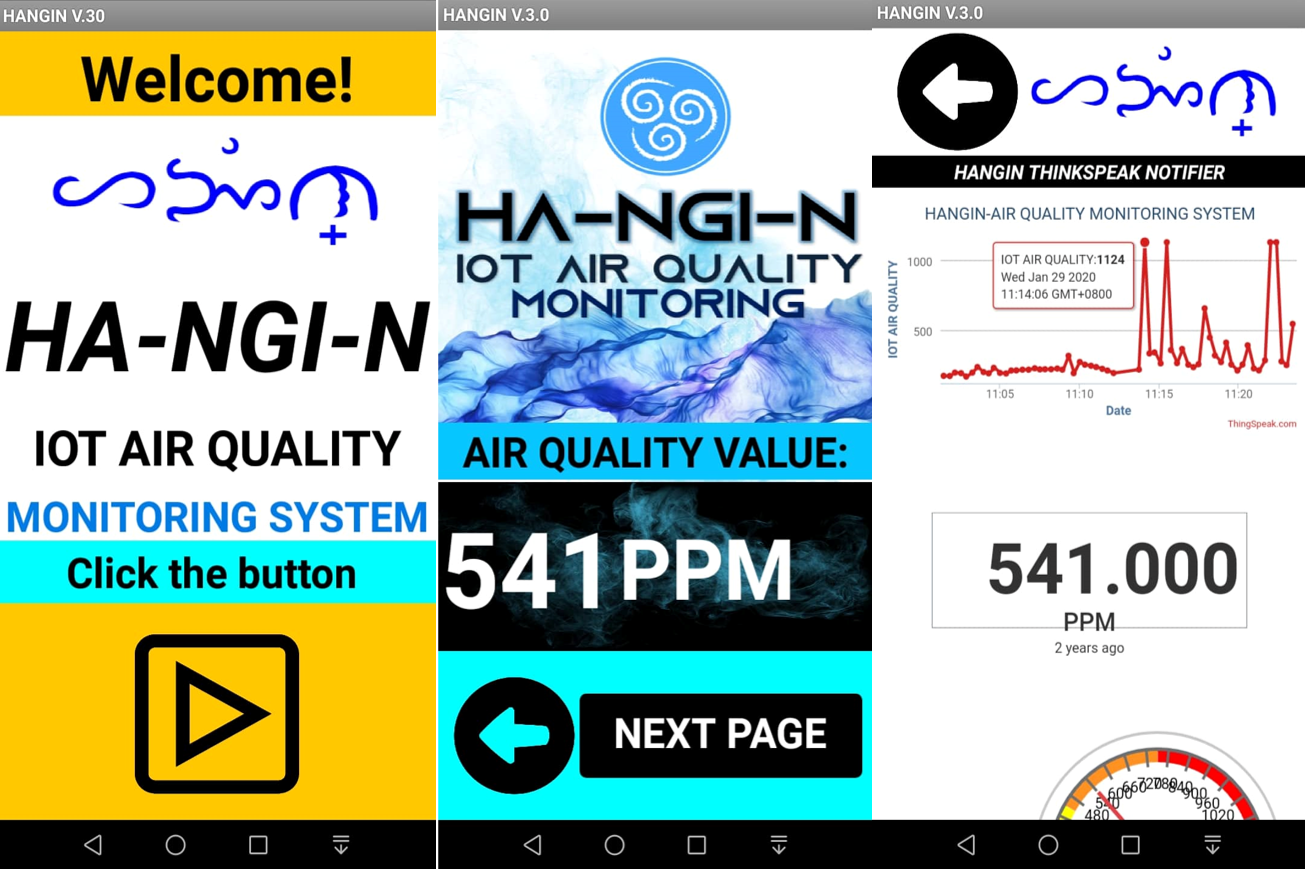 HANGIN V.30
Welcome!
ᜑᜅᜒᜈ᜔
HA-NGI-N
IOT AIR QUALITY
MONITORING SYSTEM
Click the button
HANGIN V.3.0
HA-NGI-N
IOT AIR QUALITY
MONITORING
AIR QUALITY VALUE:
541 PPM
NEXT PAGE
HANGIN V.3.0
ᜑᜅᜒᜈ᜔
HANGIN THINKSPEAK NOTIFIER
HANGIN-AIR QUALITY MONITORING SYSTEM
IOT AIR QUALITY
1000
500
IOT AIR QUALITY:1124
Wed Jan 29 2020
11:14:06 GMT+0800
11:05 11:10 11:15 11:20
Date
ThingSpeak.com
541.000
PPM
2 years ago
480 540 600 660 720 780 840 900 960 1020